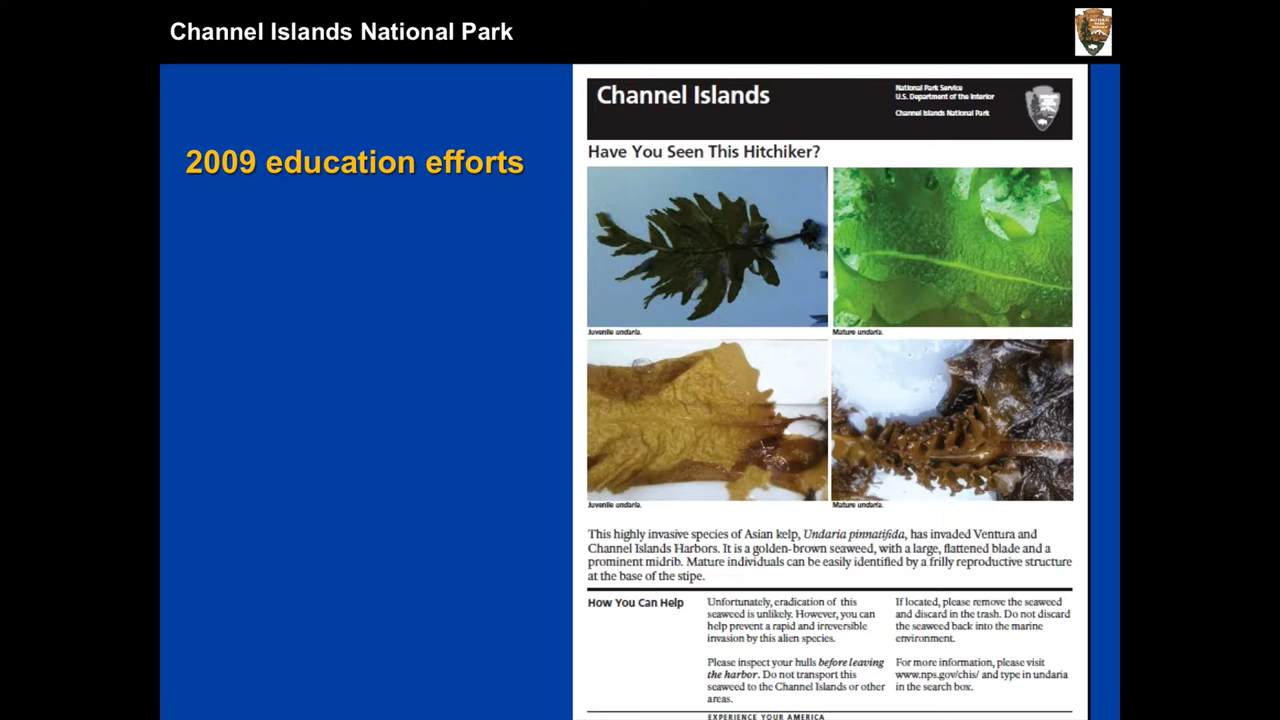 Channel Islands National Park
2009 education efforts
Channel Islands
National Park Service
U.S. Department of the Interior
Channel Islands National Park
Have You Seen This Hitchiker?
Juvenile undaria.
Mature undaria.
Juvenile undaria.
Mature undaria.
This highly invasive species of Asian kelp, Undaria pinnatifida, has invaded Ventura and
Channel Islands Harbors. It is a golden-brown seaweed, with a large, flattened blade and a
prominent midrib. Mature individuals can be easily identified by a frilly reproductive structure
at the base of the stipe.
How You Can Help
Unfortunately, eradication of this
seaweed is unlikely. However, you can
help prevent a rapid and irreversible
invasion by this alien species.
Please inspect your hulls before leaving
the harbor. Do not transport this
seaweed to the Channel Islands or other
areas.
If located, please remove the seaweed
and discard in the trash. Do not discard
the seaweed back into the marine
environment.
For more information, please visit
www.nps.gov/chis/ and type in undaria
in the search box.
EXPERIENCE YOUR AMERICA